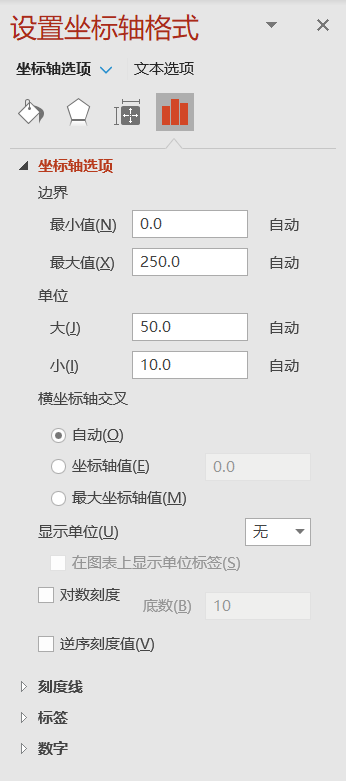 设置坐标轴格式
坐标轴选项 文本选项
坐标轴选项
边界
最小值(N) 0.0 自动
最大值(X) 250.0 自动
单位
大(J) 50.0 自动
小(I) 10.0 自动
横坐标轴交叉
自动(O)
坐标轴值(E) 0.0
最大坐标轴值(M)
显示单位(U) 无
在图表上显示单位标签(S)
对数刻度 底数(B) 10
逆序刻度值(V)
刻度线
标签
数字